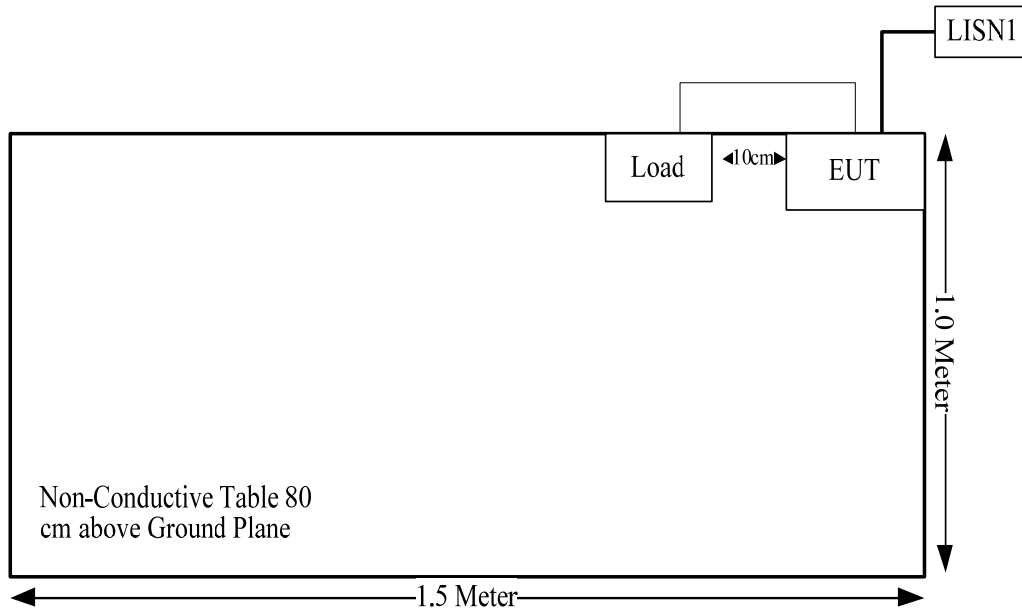 LISN1
Load
10cm
EUT
1.0 Meter
Non-Conductive Table 80
cm above Ground Plane
1.5 Meter